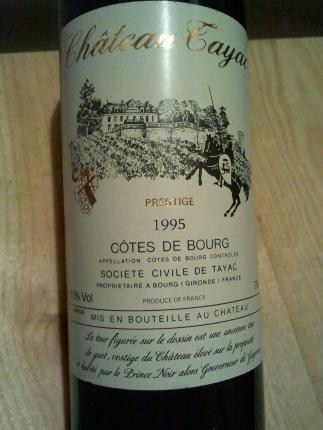 Château Tayac
PRESTIGE
1995
CÔTES DE BOURG
APPELLATION CÔTES DE BOURG CONTRÔLÉE
SOCIETE CIVILE DE TAYAC
PROPRIETAIRE A BOURG (GIRONDE) FRANCE
% Vol
PRODUCE OF FRANCE
MIS EN BOUTEILLE AU CHATEAU
La tour figurée sur le dessin est une ancienne tour
de guet, vestige du Château élevé sur la propriété
et habité par le Prince Noir alors Gouverneur de